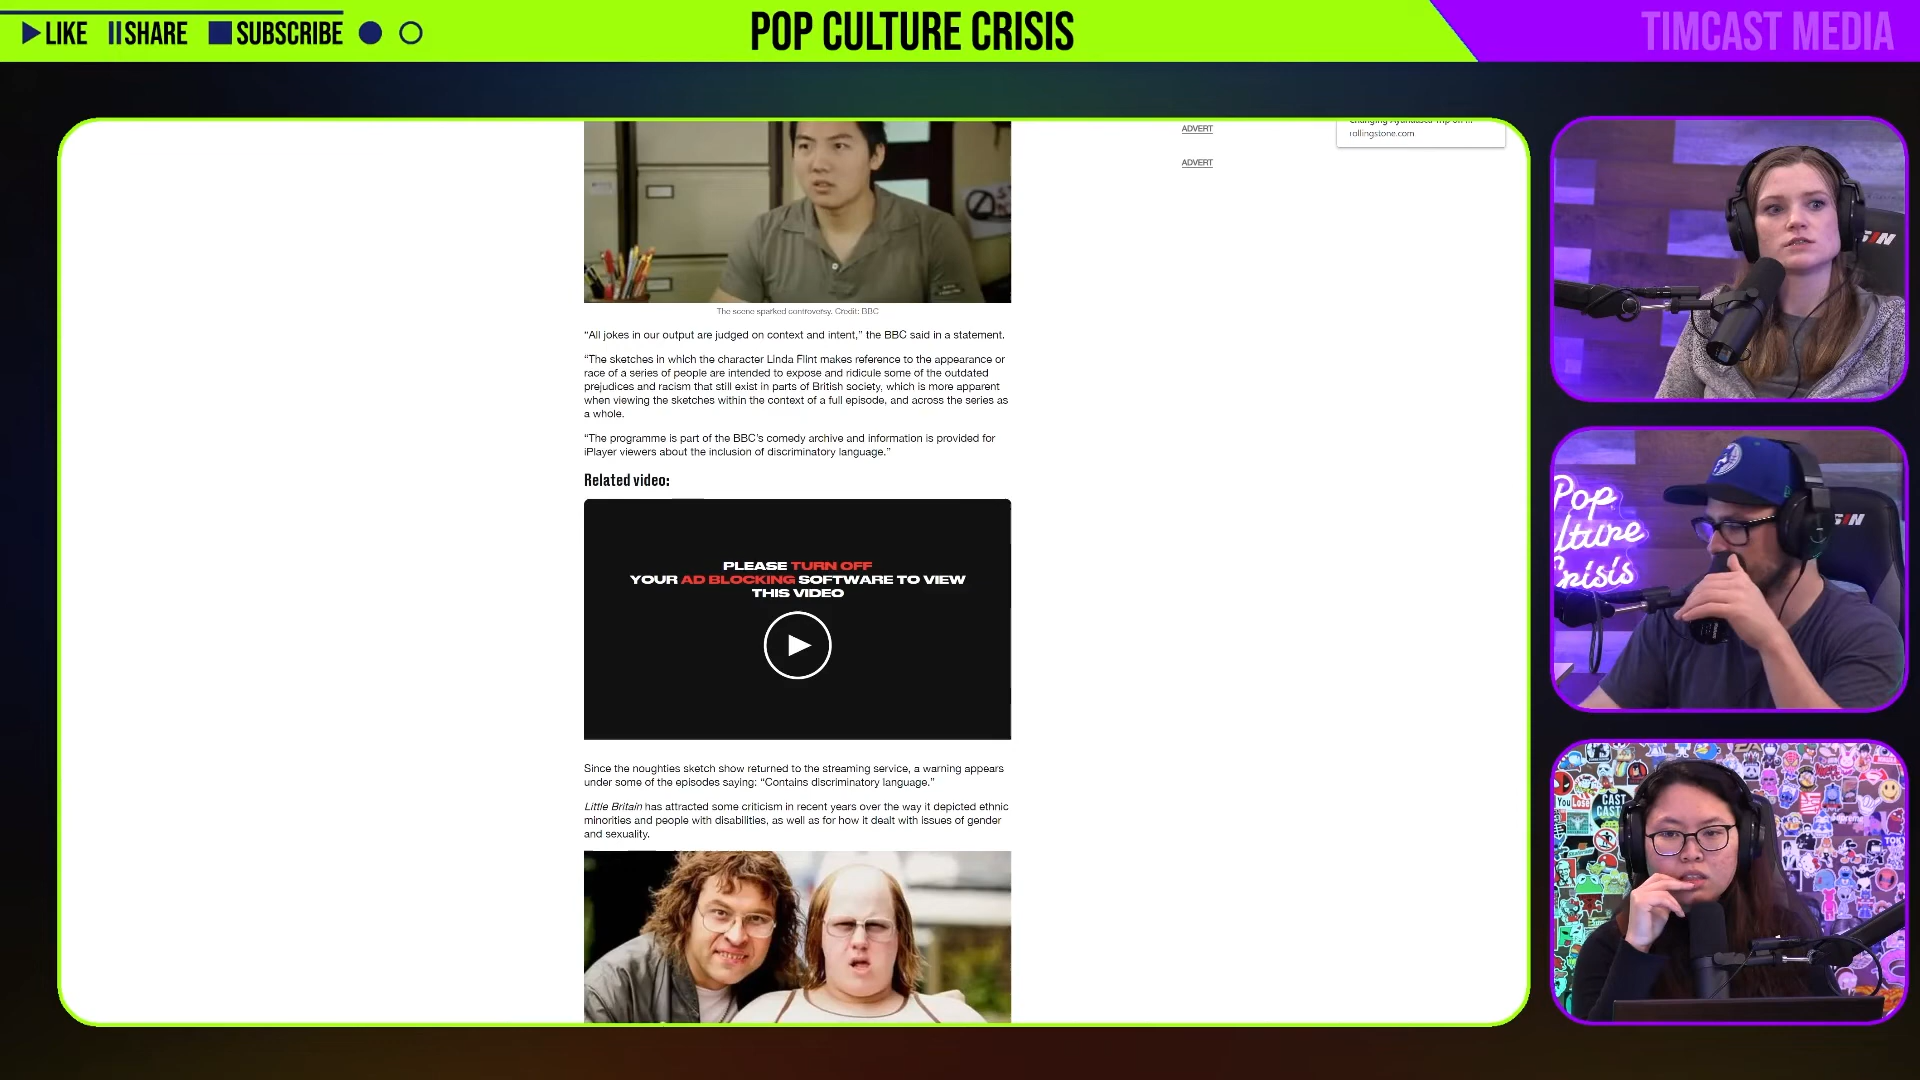 LIKE SHARE SUBSCRIBE
POP CULTURE CRISIS
TIMCAST MEDIA
ADVERT
rollingstone.com
ADVERT
The scene sparked controversy. Credit: BBC
“All jokes in our output are judged on context and intent,” the BBC said in a statement.
“The sketches in which the character Linda Flint makes reference to the appearance or
race of a series of people are intended to expose and ridicule some of the outdated
prejudices and racism that still exist in parts of British society, which is more apparent
when viewing the sketches within the context of a full episode, and across the series as
a whole.
“The programme is part of the BBC’s comedy archive and information is provided for
iPlayer viewers about the inclusion of discriminatory language.”
Related video:
PLEASE TURN OFF
YOUR AD BLOCKING SOFTWARE TO VIEW
THIS VIDEO
Since the noughties sketch show returned to the streaming service, a warning appears
under some of the episodes saying: “Contains discriminatory language.”
Little Britain has attracted some criticism in recent years over the way it depicted ethnic
minorities and people with disabilities, as well as for how it dealt with issues of gender
and sexuality.
Pop
lture
Crisis
You Lose
CAST
CAST
Supreme